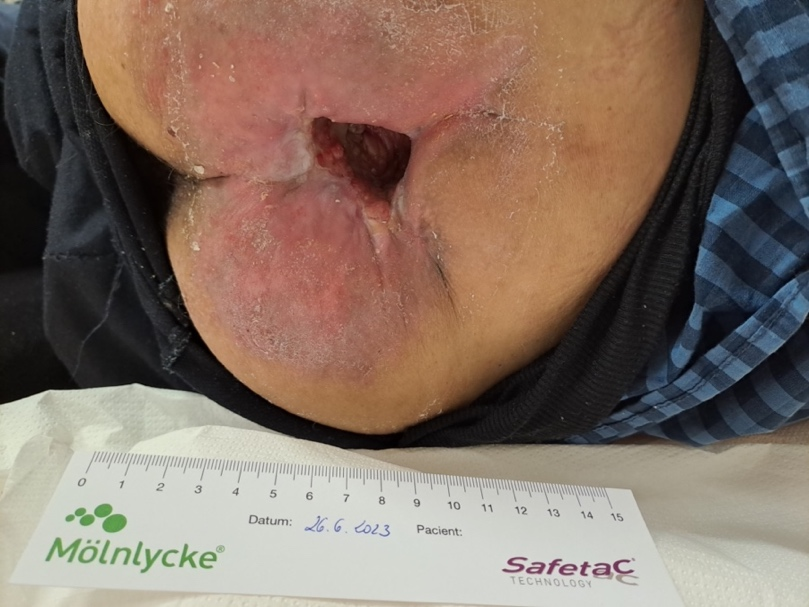 0 1 2 3 4 5 6 7 8 9 10 11 12 13 14 15
Datum: 26.6.2023 Pacient:
Mölnlycke®
Safetac®
TECHNOLOGY